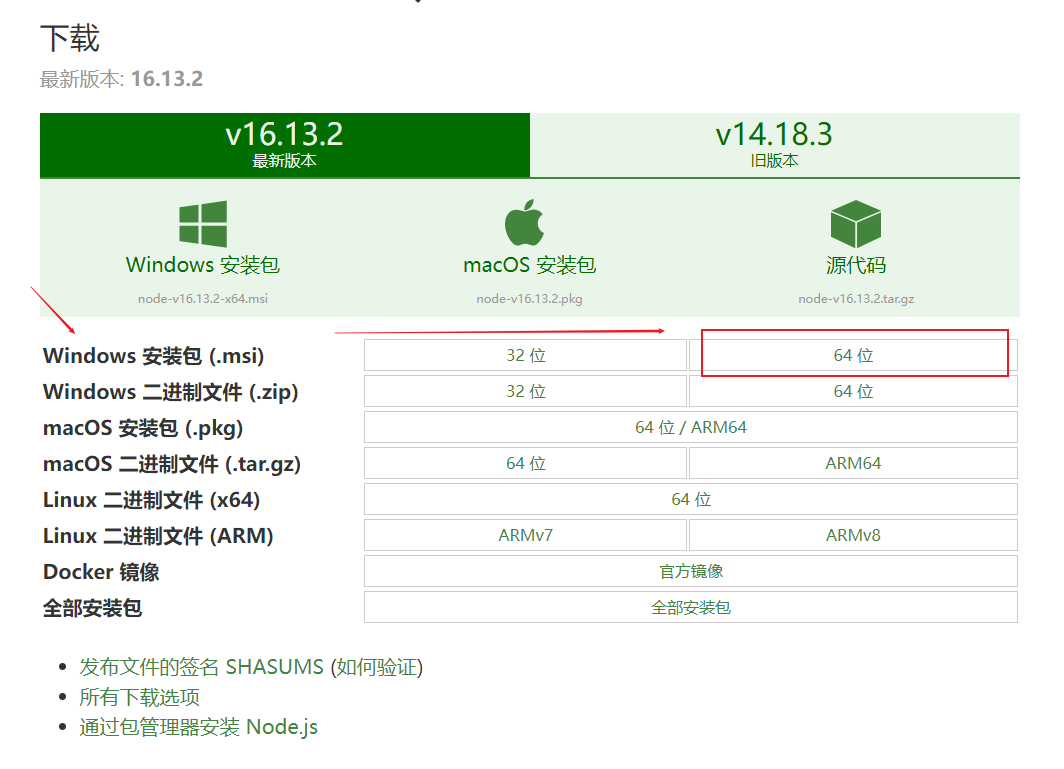 下载
最新版本: 16.13.2
v16.13.2
最新版本
v14.18.3
旧版本
Windows 安装包
node-v16.13.2-x64.msi
macOS 安装包
node-v16.13.2.pkg
源代码
node-v16.13.2.tar.gz
Windows 安装包 (.msi) 32 位 64 位
Windows 二进制文件 (.zip) 32 位 64 位
macOS 安装包 (.pkg) 64 位 / ARM64
macOS 二进制文件 (.tar.gz) 64 位 ARM64
Linux 二进制文件 (x64) 64 位
Linux 二进制文件 (ARM) ARMv7 ARMv8
Docker 镜像 官方镜像
全部安装包 全部安装包
发布文件的签名 SHASUMS (如何验证)
所有下载选项
通过包管理器安装 Node.js